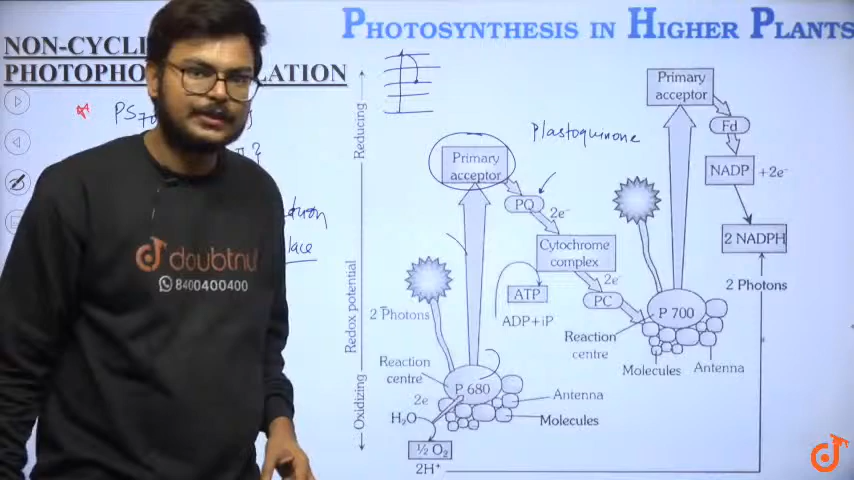 PHOTOSYNTHESIS IN HIGHER PLANTS
NON-CYCLI
PHOTOPHO LATION
PS70
?
lace
doubtnut
8400400400
Reducing
Redox potential
Oxidizing
Primary
acceptor
Plastoquinone
PQ
2e-
Cytochrome
complex
2e-
ATP
ADP+iP
PC
2 Photons
Reaction
centre
P 680
2e
H₂O
½ O₂
2H+
Antenna
Molecules
Primary
acceptor
Fd
NADP +2e-
2 NADPH
2 Photons
P 700
Reaction
centre
Molecules
Antenna